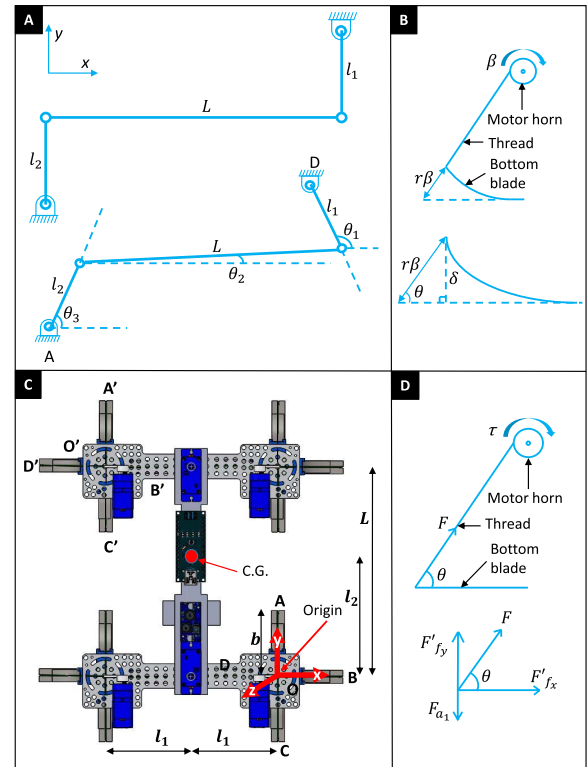 A
y
x
l₁
L
l₂
D
l₁
θ₁
L
θ₂
l₂
θ₃
A
B
β
Motor horn
Thread
Bottom
blade
rβ
rβ
δ
θ
C
A’
O’
D’
B’
L
C’
C.G.
l₂
A
Origin
b
y
D
x
B
z
O
C
l₁
l₁
D
τ
Motor horn
F
Thread
Bottom
blade
θ
F
F′fy
θ
F′fx
Fa₁